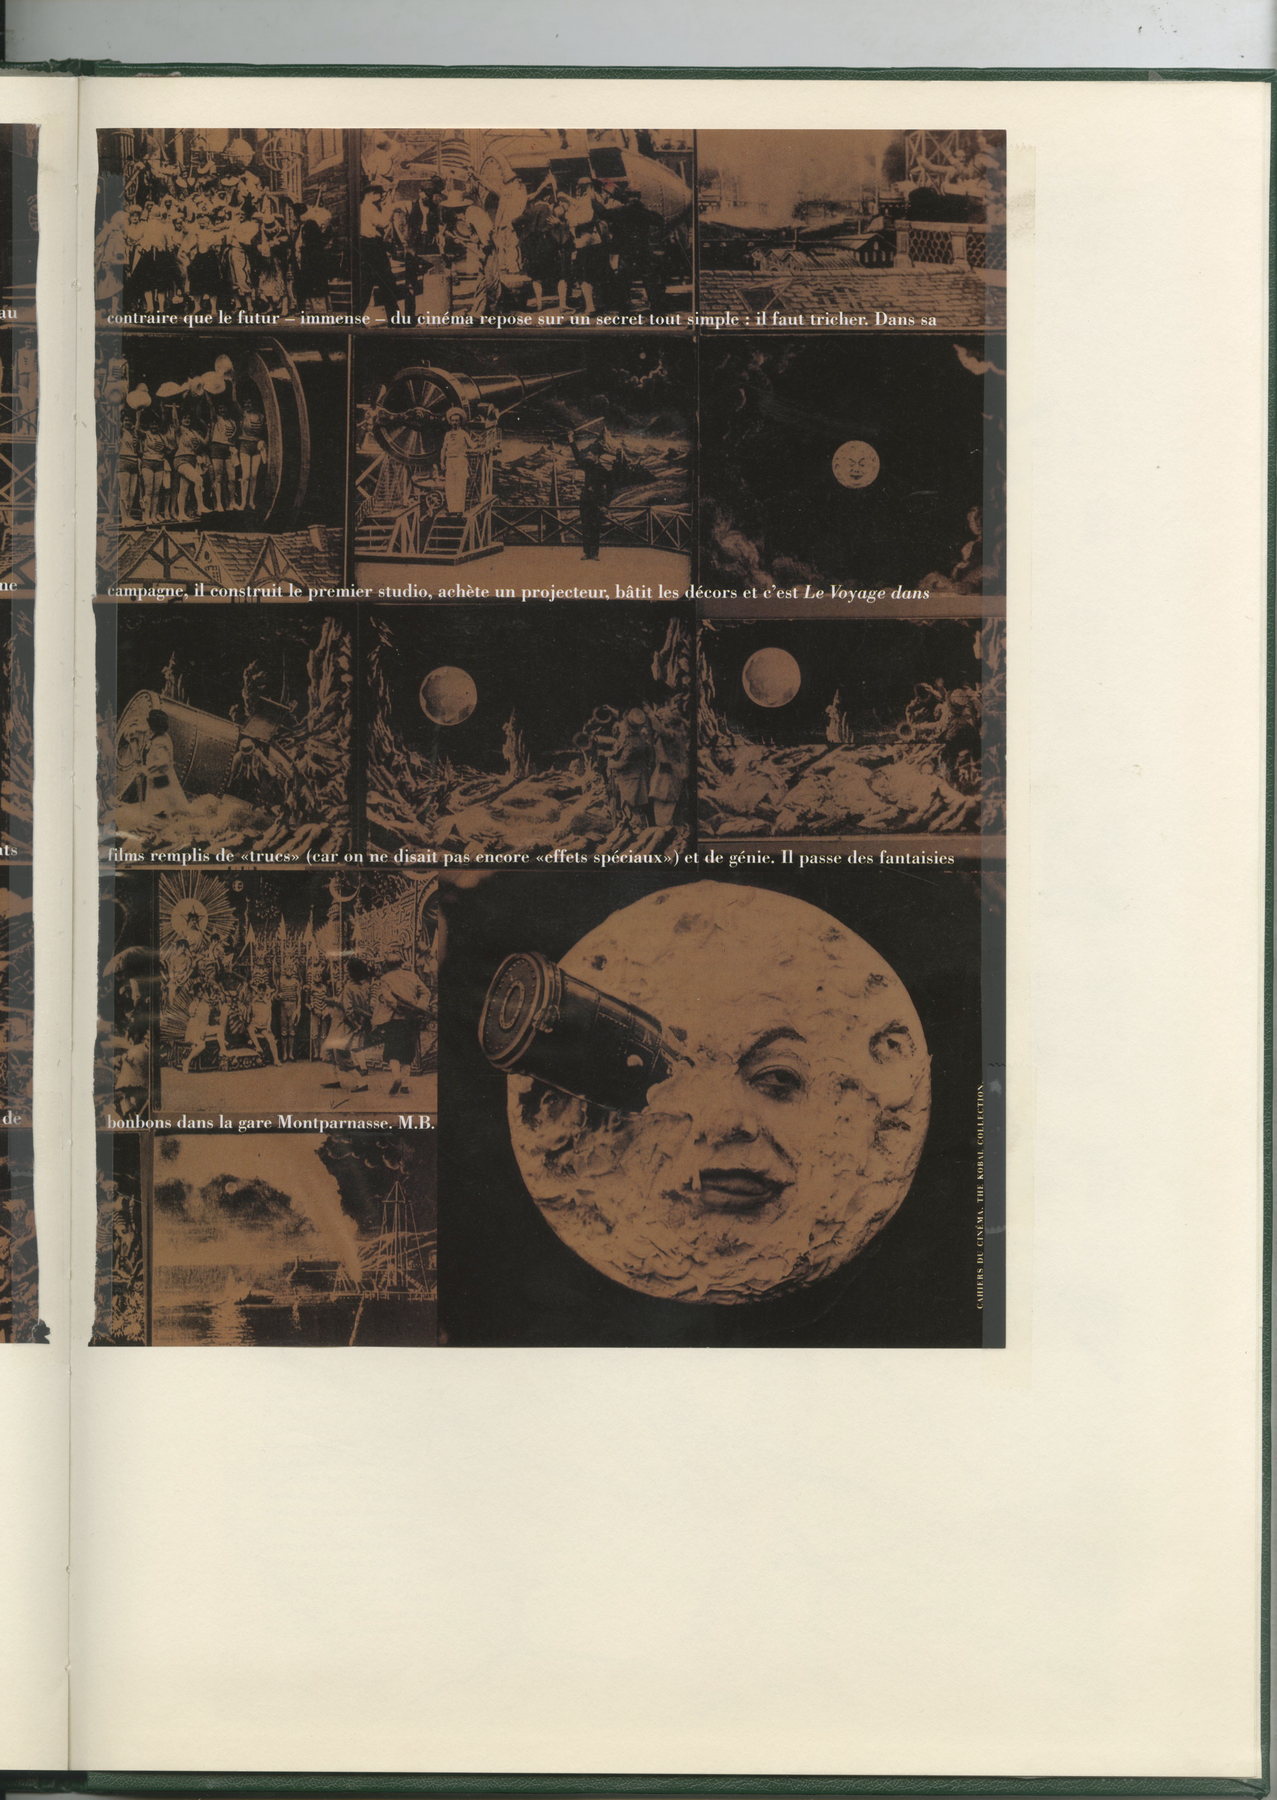 au
contraire que le futur – immense – du cinéma repose sur un secret tout simple : il faut tricher. Dans sa
ne
campagne, il construit le premier studio, achète un projecteur, bâtit les décors et c'est Le Voyage dans
ts
films remplis de «trucs» (car on ne disait pas encore «effets spéciaux») et de génie. Il passe des fantaisies
de
bonbons dans la gare Montparnasse. M.B.
CAHIERS DU CINÉMA, THE KOBAL COLLECTION